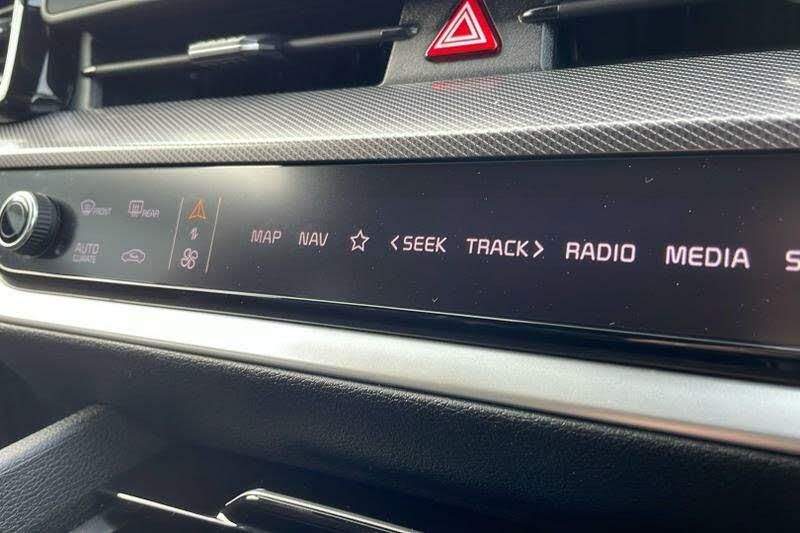 FRONT
REAR
AUTO
CLIMATE
MAP NAV < SEEK TRACK > RADIO MEDIA S